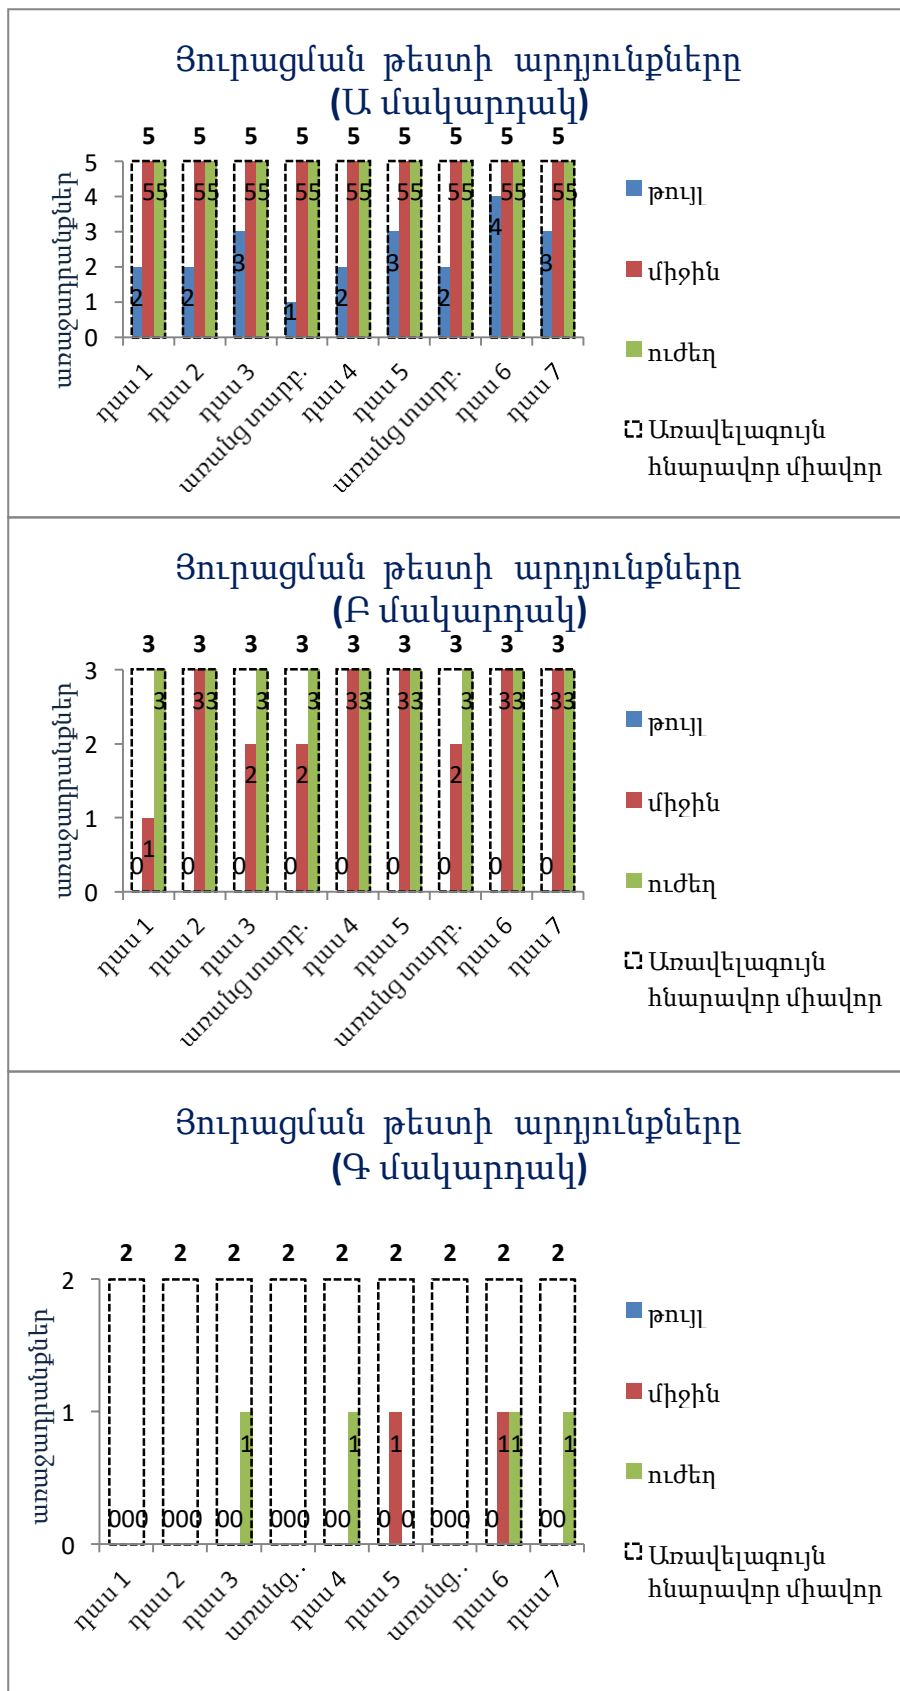 Յուրացման թեստի արդյունքները
(Ա մակարդակ)
5 5 5 5 5 5 5 5 5
առաջադրանքներ
5
4
3
2
1
0
2 55 2 55 3 55 1 55 2 55 3 55 2 55 4 55 3 55
դաս 1
դաս 2
դաս 3
առանց տարբ.
դաս 4
դաս 5
առանց տարբ.
դաս 6
դաս 7
թույլ
միջին
ուժեղ
Առավելագույն
հնարավոր միավոր
Յուրացման թեստի արդյունքները
(Բ մակարդակ)
3 3 3 3 3 3 3 3 3
առաջադրանքներ
3
2
1
0
0 1 3 0 33 0 2 3 0 2 3 0 33 0 33 0 2 3 0 33 0 33
դաս 1
դաս 2
դաս 3
առանց տարբ.
դաս 4
դաս 5
առանց տարբ.
դաս 6
դաս 7
թույլ
միջին
ուժեղ
Առավելագույն
հնարավոր միավոր
Յուրացման թեստի արդյունքները
(Գ մակարդակ)
2 2 2 2 2 2 2 2 2
առաջադրանքներ
2
1
0
000 000 00 1 000 00 1 0 1 0 000 0 11 00 1
դաս 1
դաս 2
դաս 3
առանց..
դաս 4
դաս 5
առանց..
դաս 6
դաս 7
թույլ
միջին
ուժեղ
Առավելագույն
հնարավոր միավոր